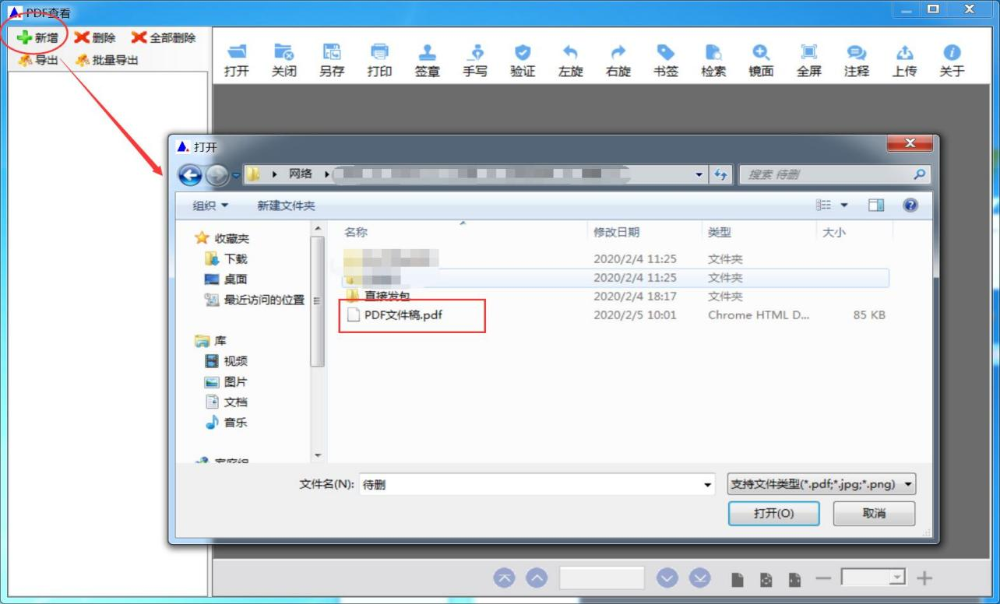 PDF查看
新增 删除 全部删除
导出 批量导出
打开 关闭 另存 打印 签章 手写 验证 左旋 右旋 书签 检索 镜面 全屏 注释 上传 关于
打开
网络
搜索 待删
组织 新建文件夹
名称 修改日期 类型 大小
收藏夹
下载
桌面
最近访问的位置
库
视频
图片
文档
音乐
家庭组
2020/2/4 11:25 文件夹
2020/2/4 11:25 文件夹
直接发包 2020/2/4 18:17 文件夹
PDF文件稿.pdf 2020/2/5 10:01 Chrome HTML D... 85 KB
文件名(N): 待删 支持文件类型(*.pdf;*.jpg;*.png)
打开(O) 取消